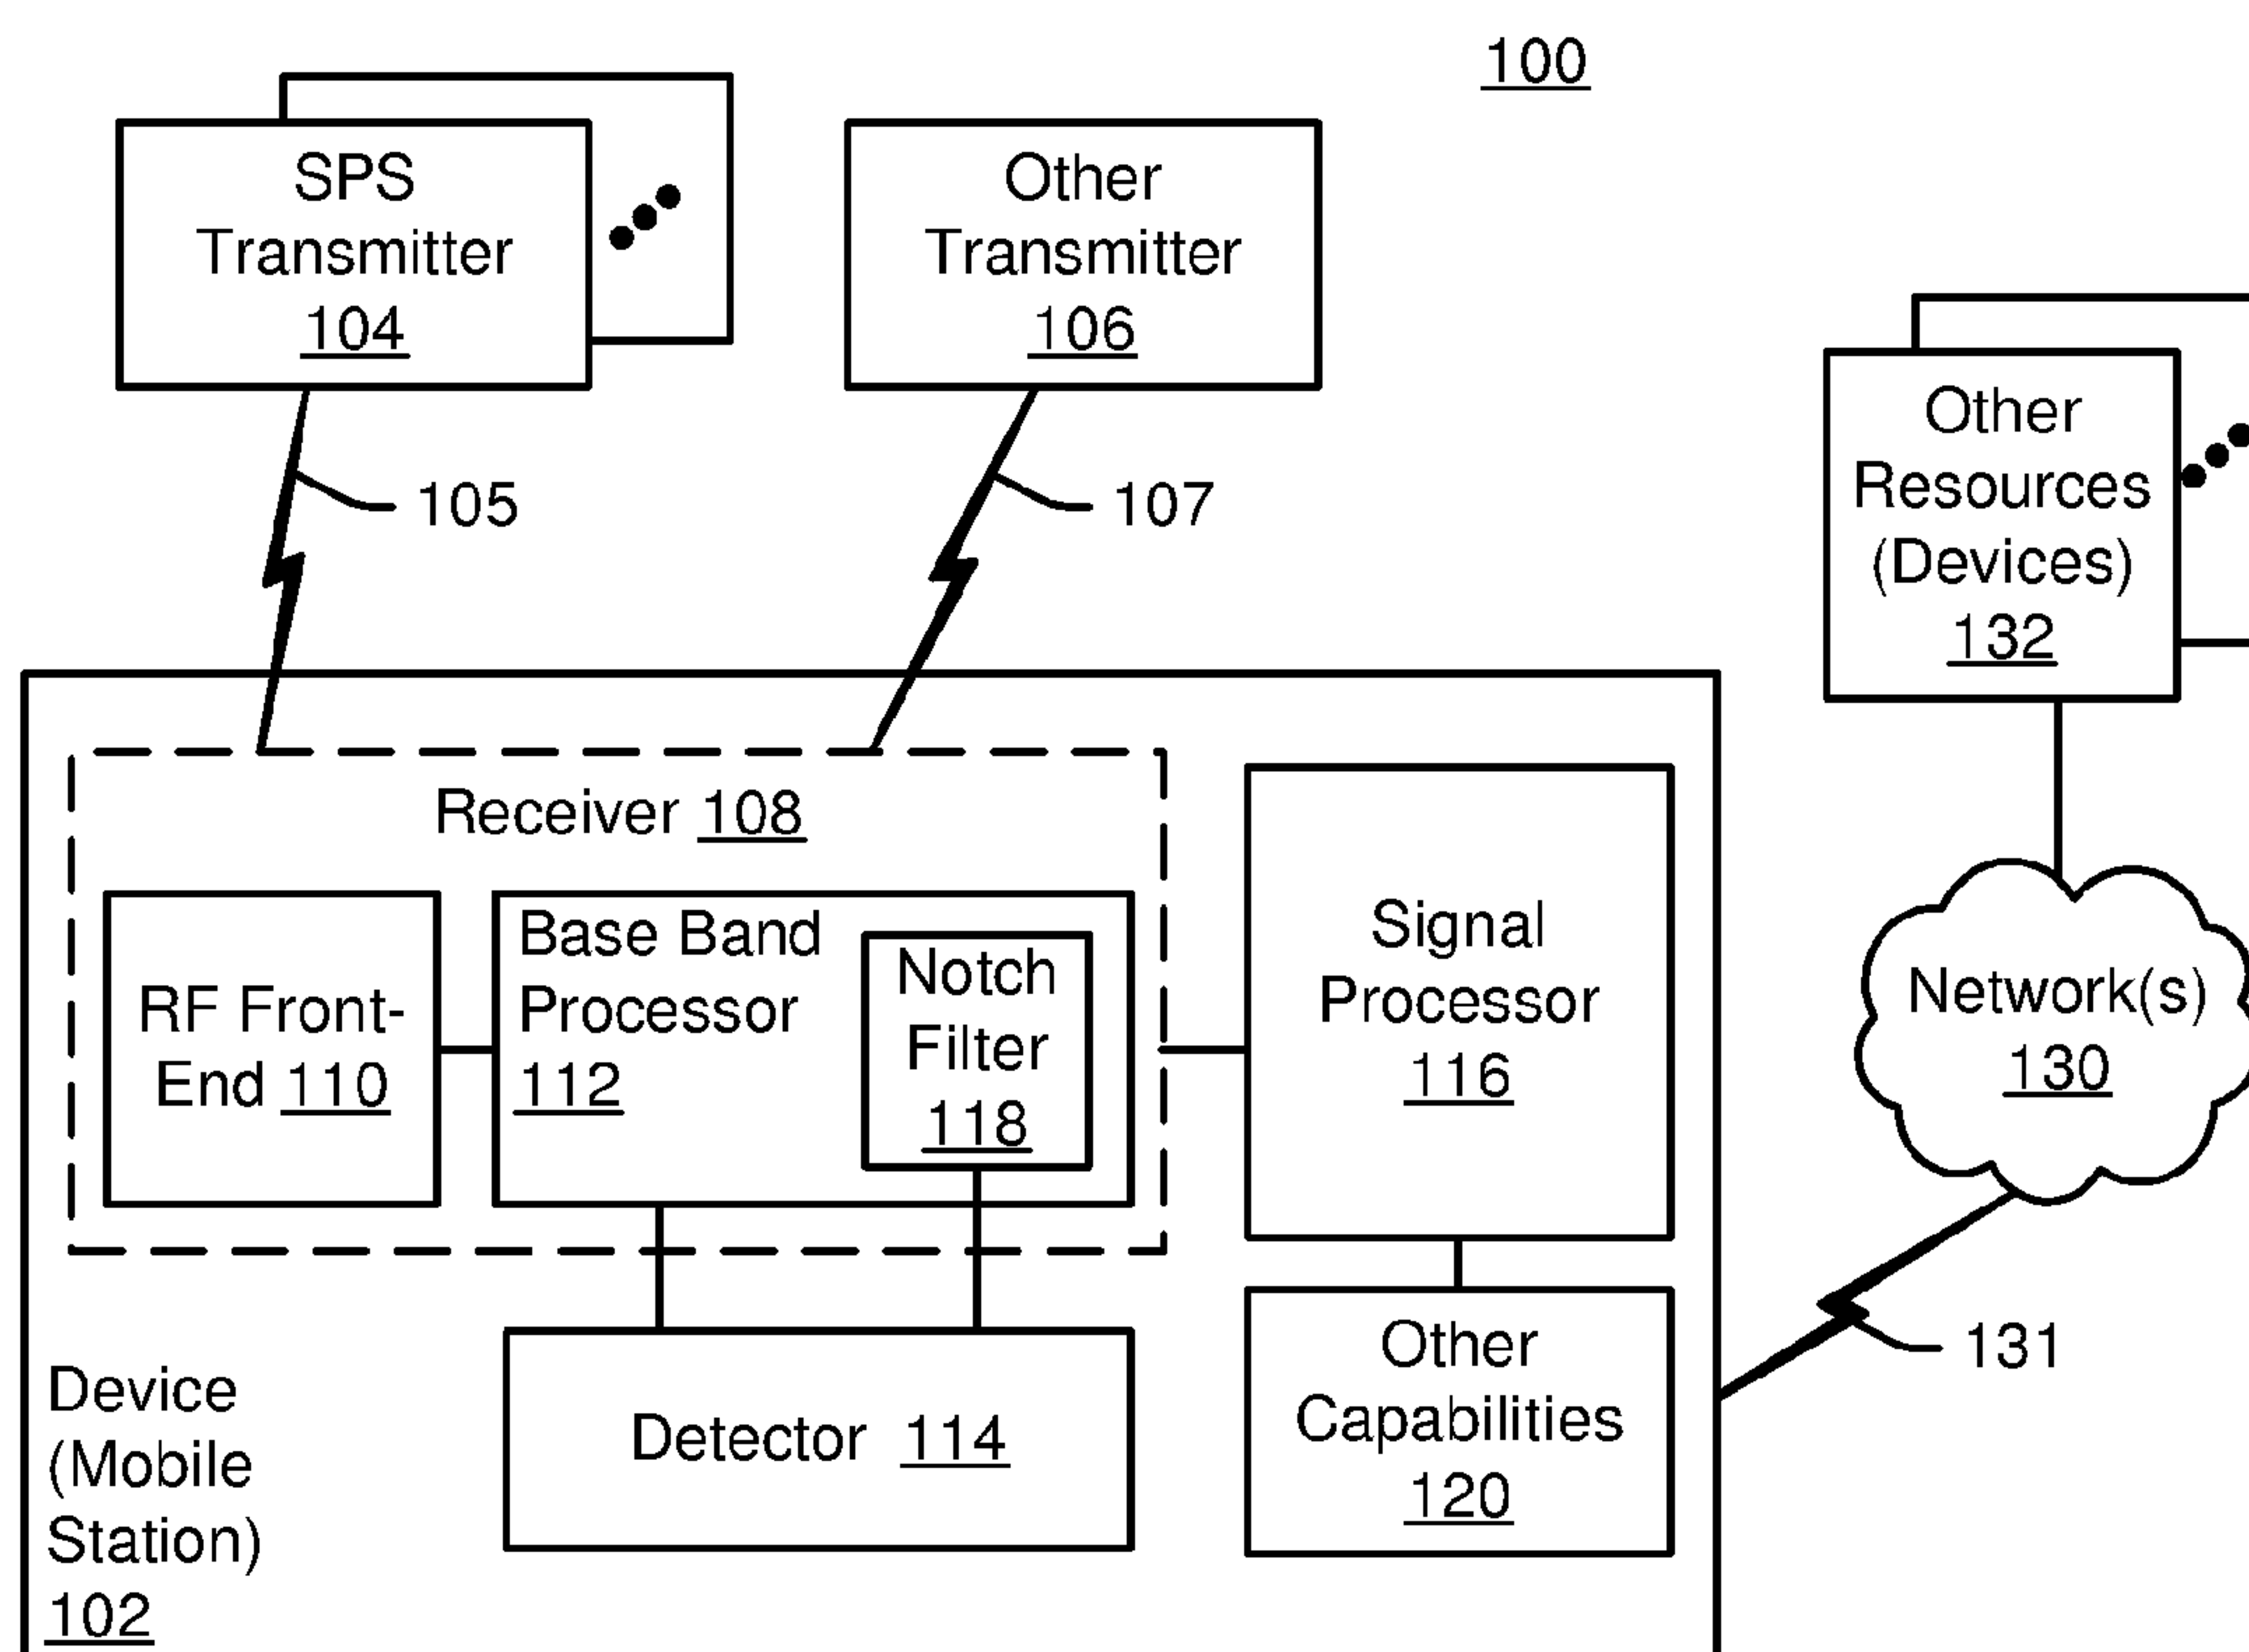 100
SPS
Transmitter
104
Other
Transmitter
106
105
107
Other
Resources
(Devices)
132
Receiver 108
RF Front-
End 110
Base Band
Processor
112
Notch
Filter
118
Signal
Processor
116
Network(s)
130
131
Detector 114
Other
Capabilities
120
Device
(Mobile
Station)
102